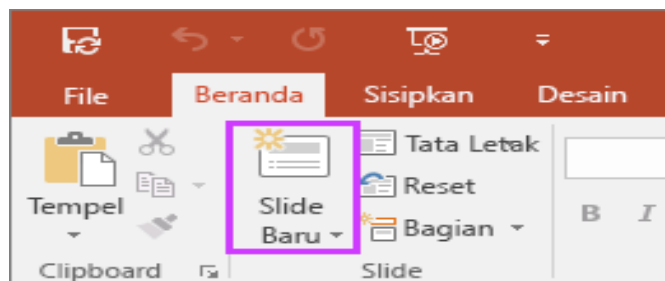 File Beranda Sisipkan Desain
Tata Letak
Reset
Tempel
Slide
Baru
Bagian
B I
Clipboard Slide